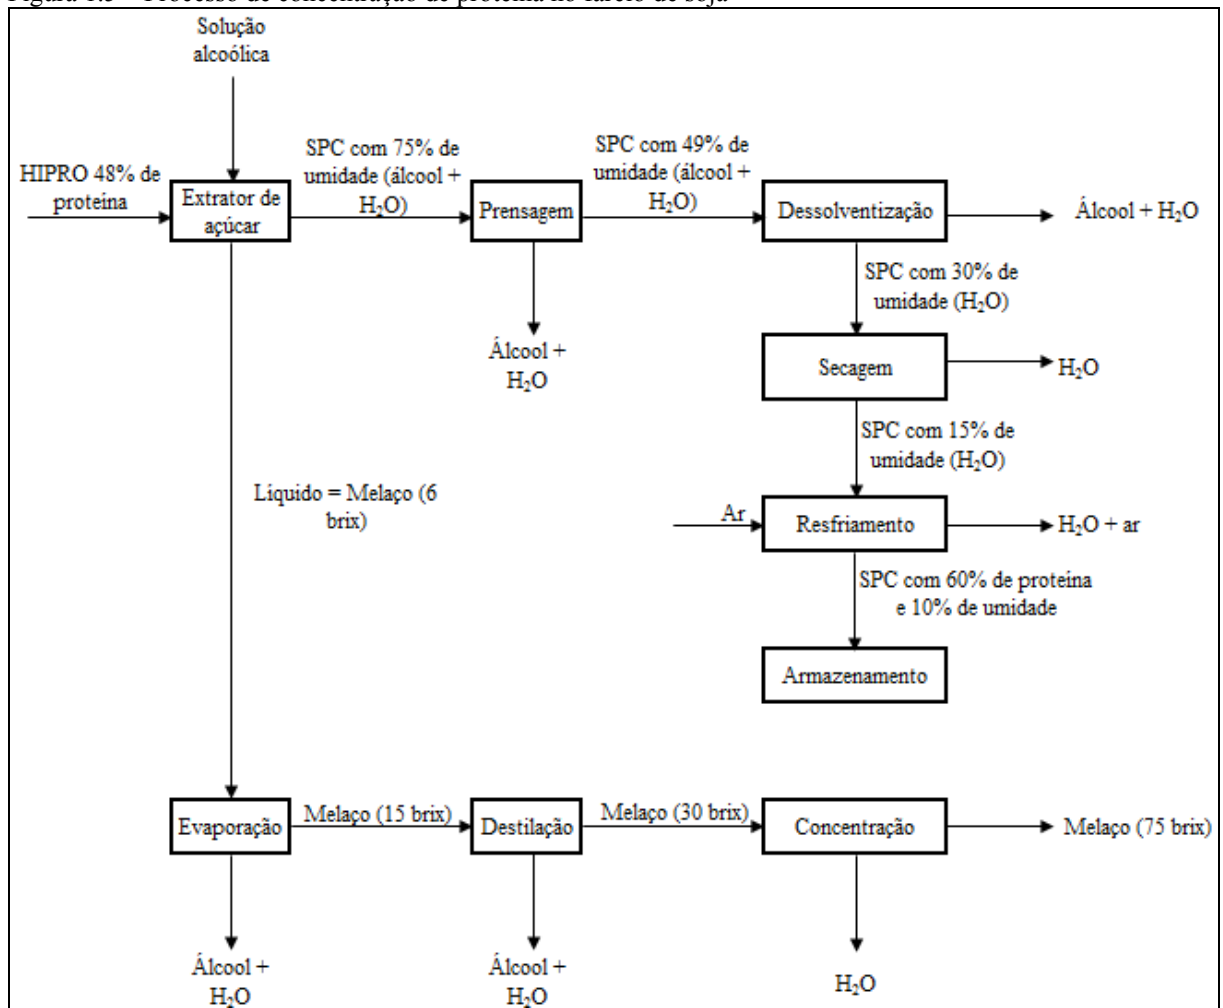 Figura 1.3 – Processo de concentração de proteína no farelo de soja
Solução
alcoólica
HIPRO 48% de
proteína
Extrator de
açúcar
SPC com 75% de
umidade (álcool +
H₂O)
Prensagem
SPC com 49% de
umidade (álcool +
H₂O)
Dessolventização
Álcool + H₂O
Álcool +
H₂O
SPC com 30% de
umidade (H₂O)
Secagem
H₂O
SPC com 15% de
umidade (H₂O)
Líquido = Melaço (6
brix)
Ar
Resfriamento
H₂O + ar
SPC com 60% de proteína
e 10% de umidade
Armazenamento
Evaporação
Melaço (15 brix)
Destilação
Melaço (30 brix)
Concentração
Melaço (75 brix)
Álcool +
H₂O
Álcool +
H₂O
H₂O